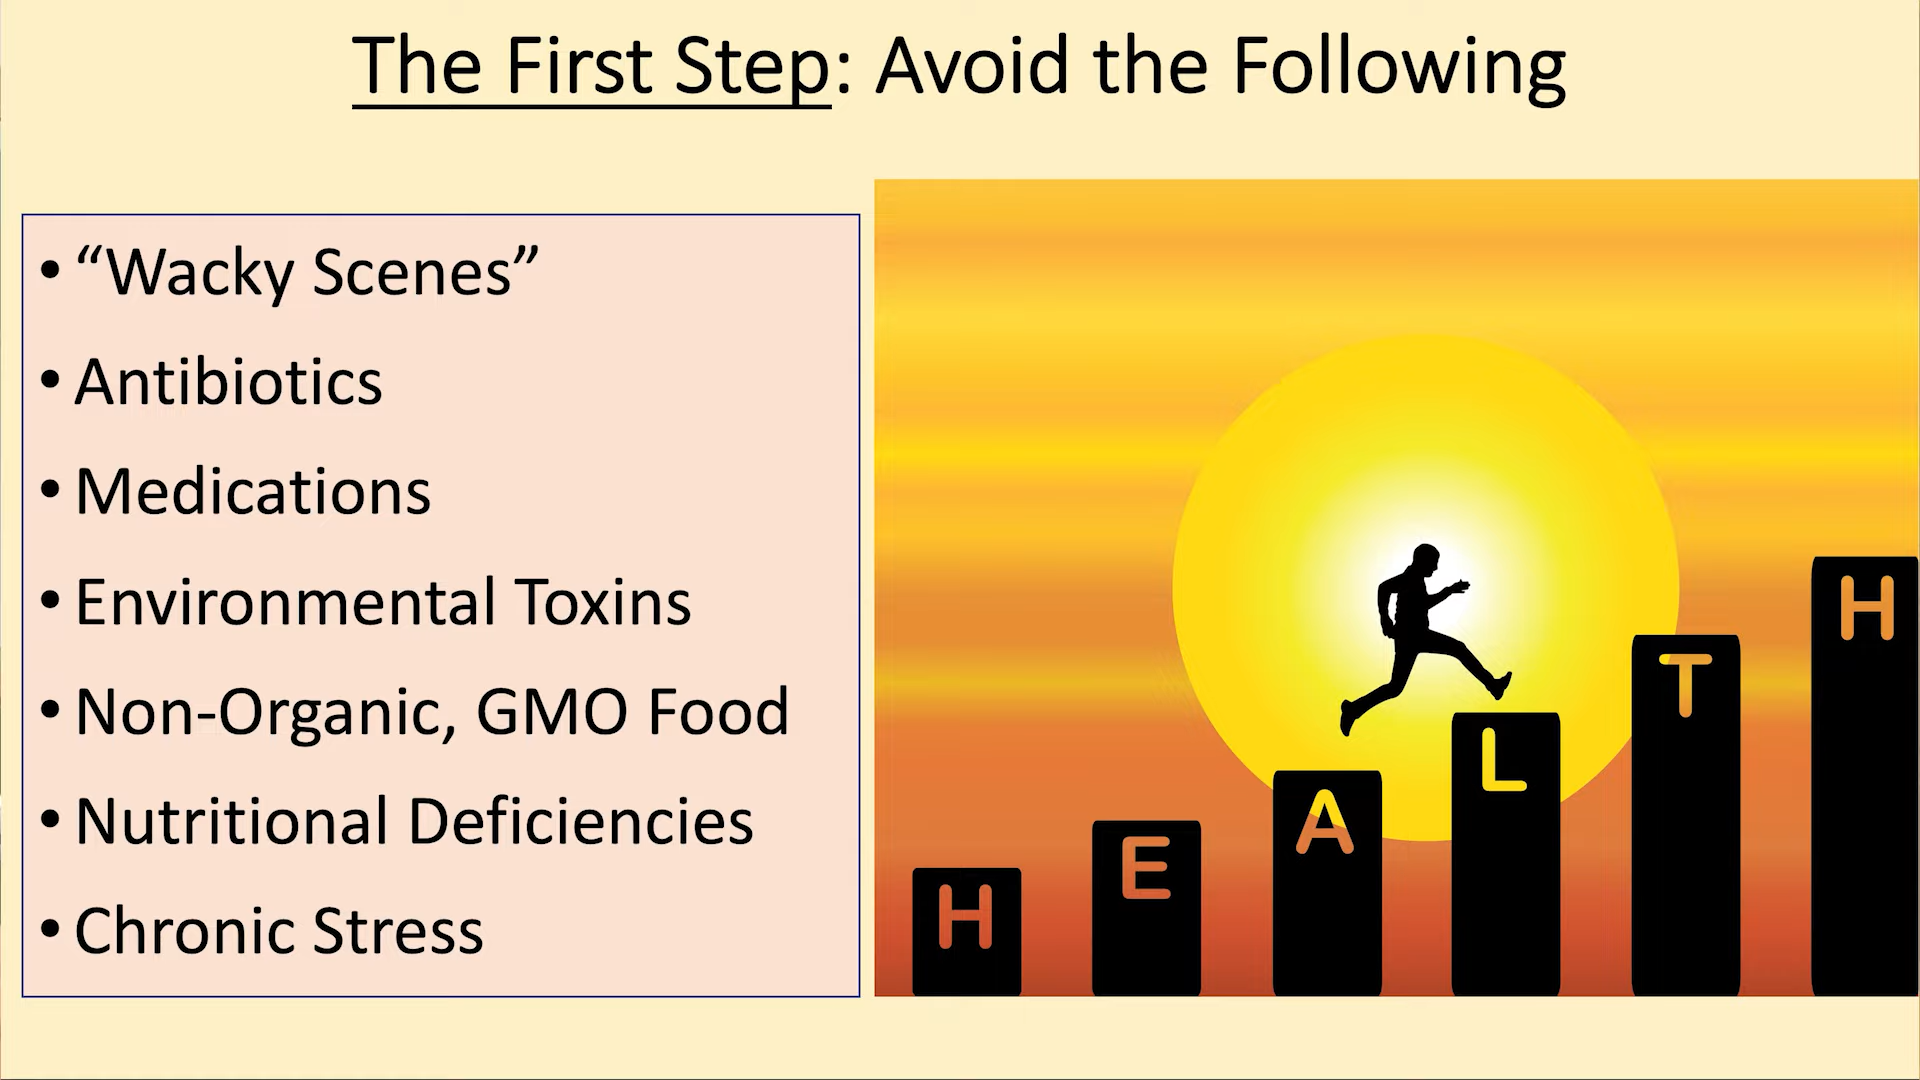 The First Step: Avoid the Following
• “Wacky Scenes”
• Antibiotics
• Medications
• Environmental Toxins
• Non-Organic, GMO Food
• Nutritional Deficiencies
• Chronic Stress
H E A L T H